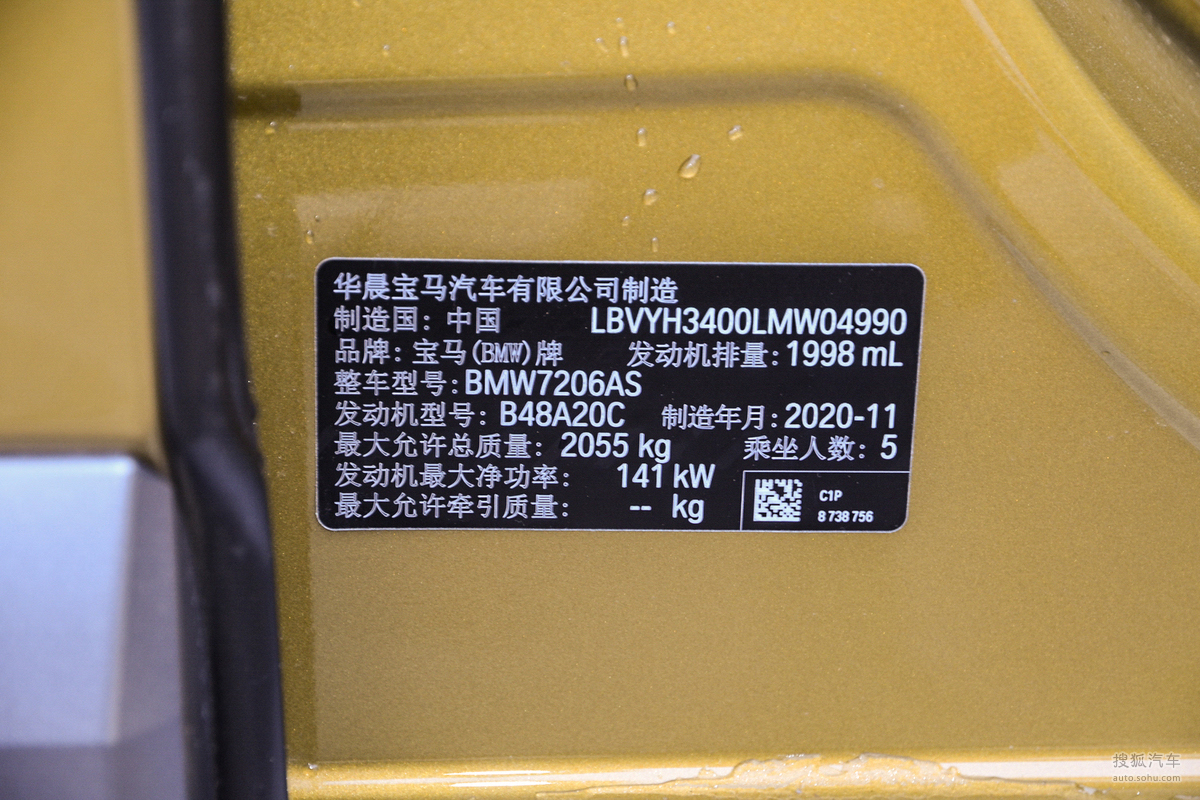 华晨宝马汽车有限公司制造
制造国：中国 LBVYH3400LMW04990
品牌：宝马(BMW)牌 发动机排量：1998 mL
整车型号：BMW7206AS
发动机型号：B48A20C 制造年月：2020-11
最大允许总质量：2055 kg 乘坐人数：5
发动机最大净功率：141 kW
最大允许牵引质量：-- kg
C1P
8 738 756
搜狐汽车
auto.sohu.com